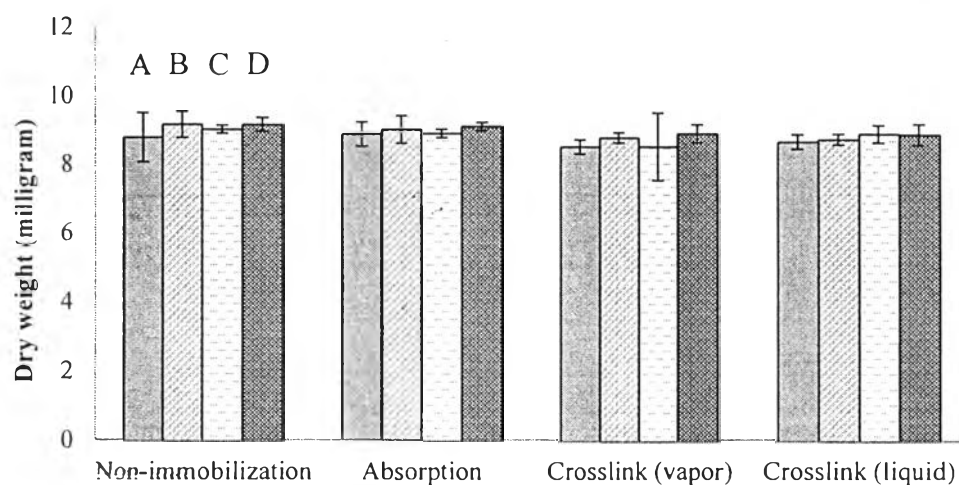 12
10
8
6
4
2
0
Dry weight (milligram)
A B C D
Non-immobilization Absorption Crosslink (vapor) Crosslink (liquid)